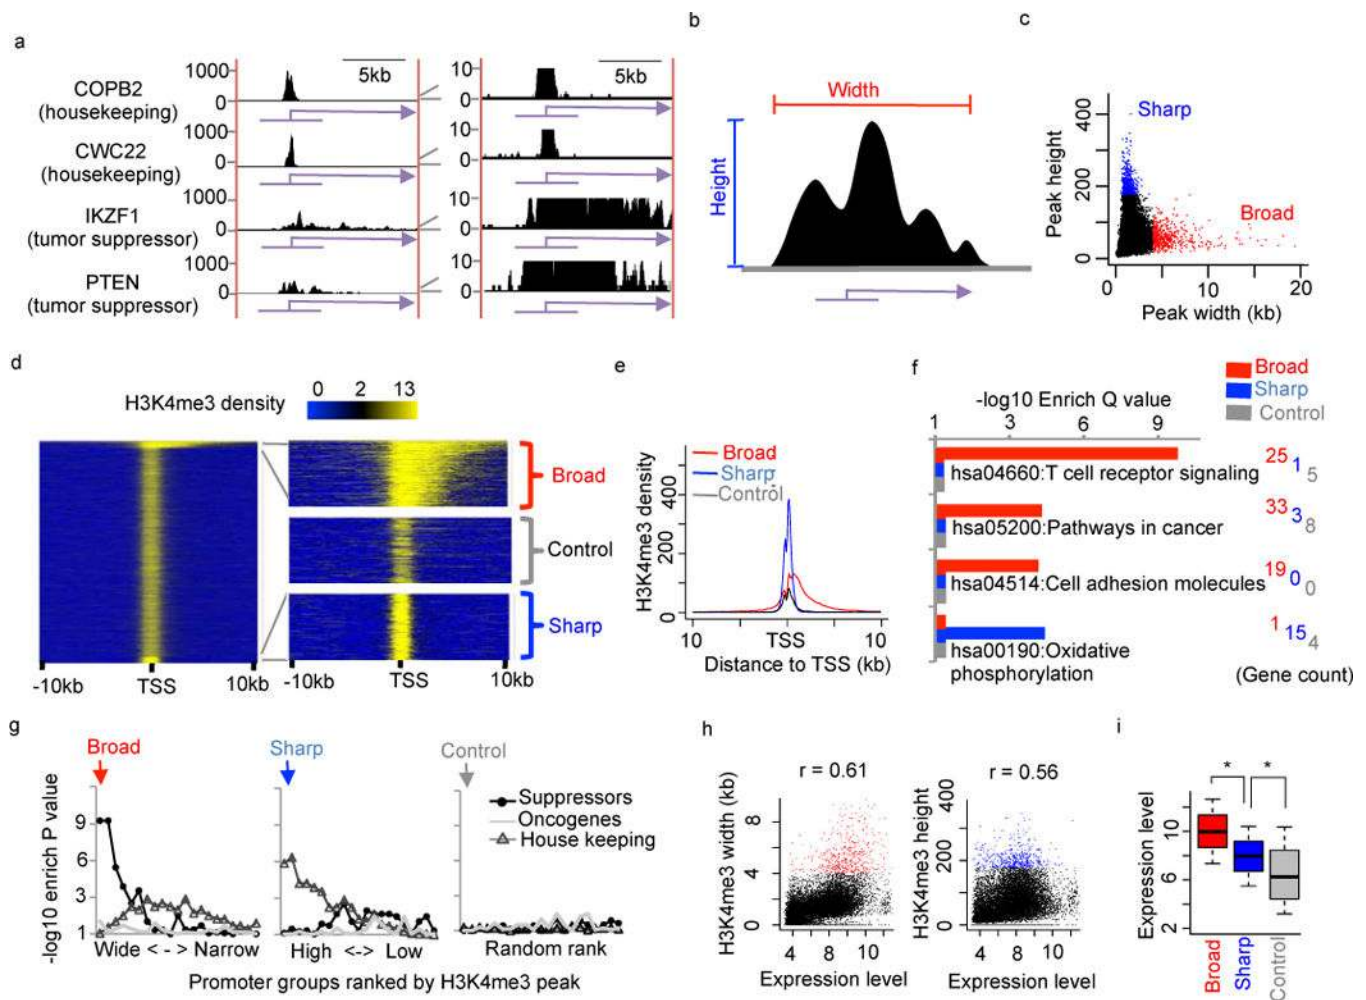 a
COPB2
(housekeeping)
CWC22
(housekeeping)
IKZF1
(tumor suppressor)
PTEN
(tumor suppressor)
1000
0
1000
0
1000
0
1000
0
5kb
10
0
10
0
10
0
10
0
5kb
b
Width
Height
c
Sharp
Broad
Peak height
400
200
0
0 5 10 20
Peak width (kb)
d
H3K4me3 density
0 2 13
Broad
Control
Sharp
-10kb TSS 10kb
-10kb TSS 10kb
e
Broad
Sharp
Control
H3K4me3 density
400
200
0
10 TSS 10
Distance to TSS (kb)
f
Broad
Sharp
Control
-log10 Enrich Q value
1 3 6 9
hsa04660:T cell receptor signaling
25 1 5
hsa05200:Pathways in cancer
33 3 8
hsa04514:Cell adhesion molecules
19 0 0
hsa00190:Oxidative
phosphorylation
1 15 4
(Gene count)
g
Broad
Sharp
Control
-log10 enrich P value
9
7
5
3
1
Suppressors
Oncogenes
House keeping
Wide < - > Narrow
High <-> Low
Random rank
Promoter groups ranked by H3K4me3 peak
h
r = 0.61
H3K4me3 width (kb)
8
4
0
4 6 8 10
Expression level
r = 0.56
H3K4me3 height
400
200
0
4 6 8 10
Expression level
i
* *
Expression level
10
6
2
Broad
Sharp
Control